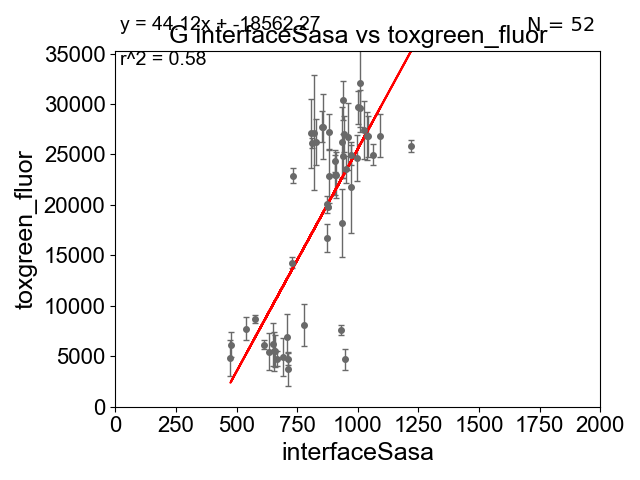 y = 44.12x + -18562.27
N = 52
G interfaceSasa vs toxgreen_fluor
r^2 = 0.58
35000
30000
25000
20000
15000
10000
5000
0
toxgreen_fluor
0 250 500 750 1000 1250 1500 1750 2000
interfaceSasa